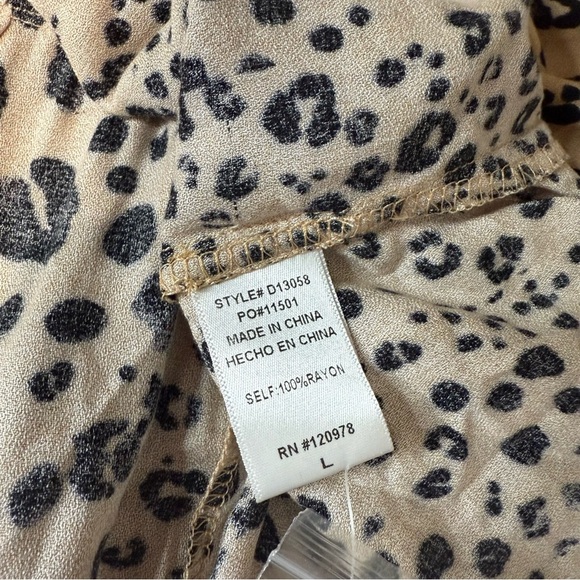 STYLE# D13058
PO#11501
MADE IN CHINA
HECHO EN CHINA
SELF:100%RAYON
RN #120978
L